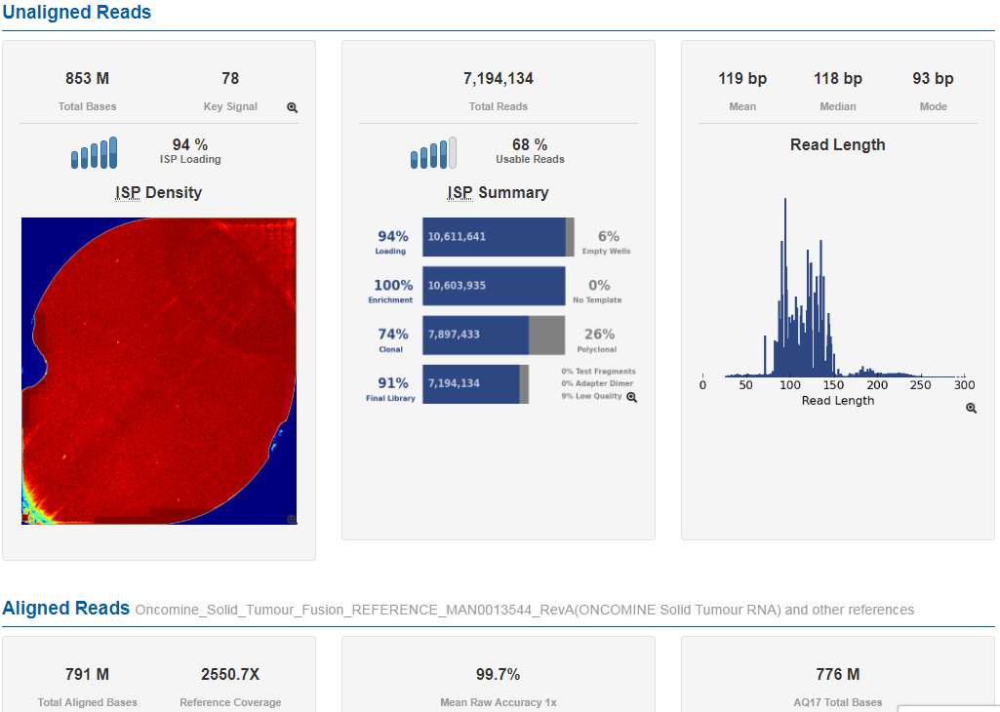 Unaligned Reads
853 M
Total Bases
78
Key Signal
94 %
ISP Loading
ISP Density
7,194,134
Total Reads
68 %
Usable Reads
ISP Summary
94% Loading 10,611,641 6% Empty Wells
100% Enrichment 10,603,935 0% No Template
74% Clonal 7,897,433 26% Polyclonal
91% Final Library 7,194,134
0% Test Fragments
0% Adapter Dimer
9% Low Quality
119 bp
Mean
118 bp
Median
93 bp
Mode
Read Length
0 50 100 150 200 250 300
Read Length
Aligned Reads Oncomine_Solid_Tumour_Fusion_REFERENCE_MAN0013544_RevA(ONCOMINE Solid Tumour RNA) and other references
791 M
Total Aligned Bases
2550.7X
Reference Coverage
99.7%
Mean Raw Accuracy 1x
776 M
AQ17 Total Bases